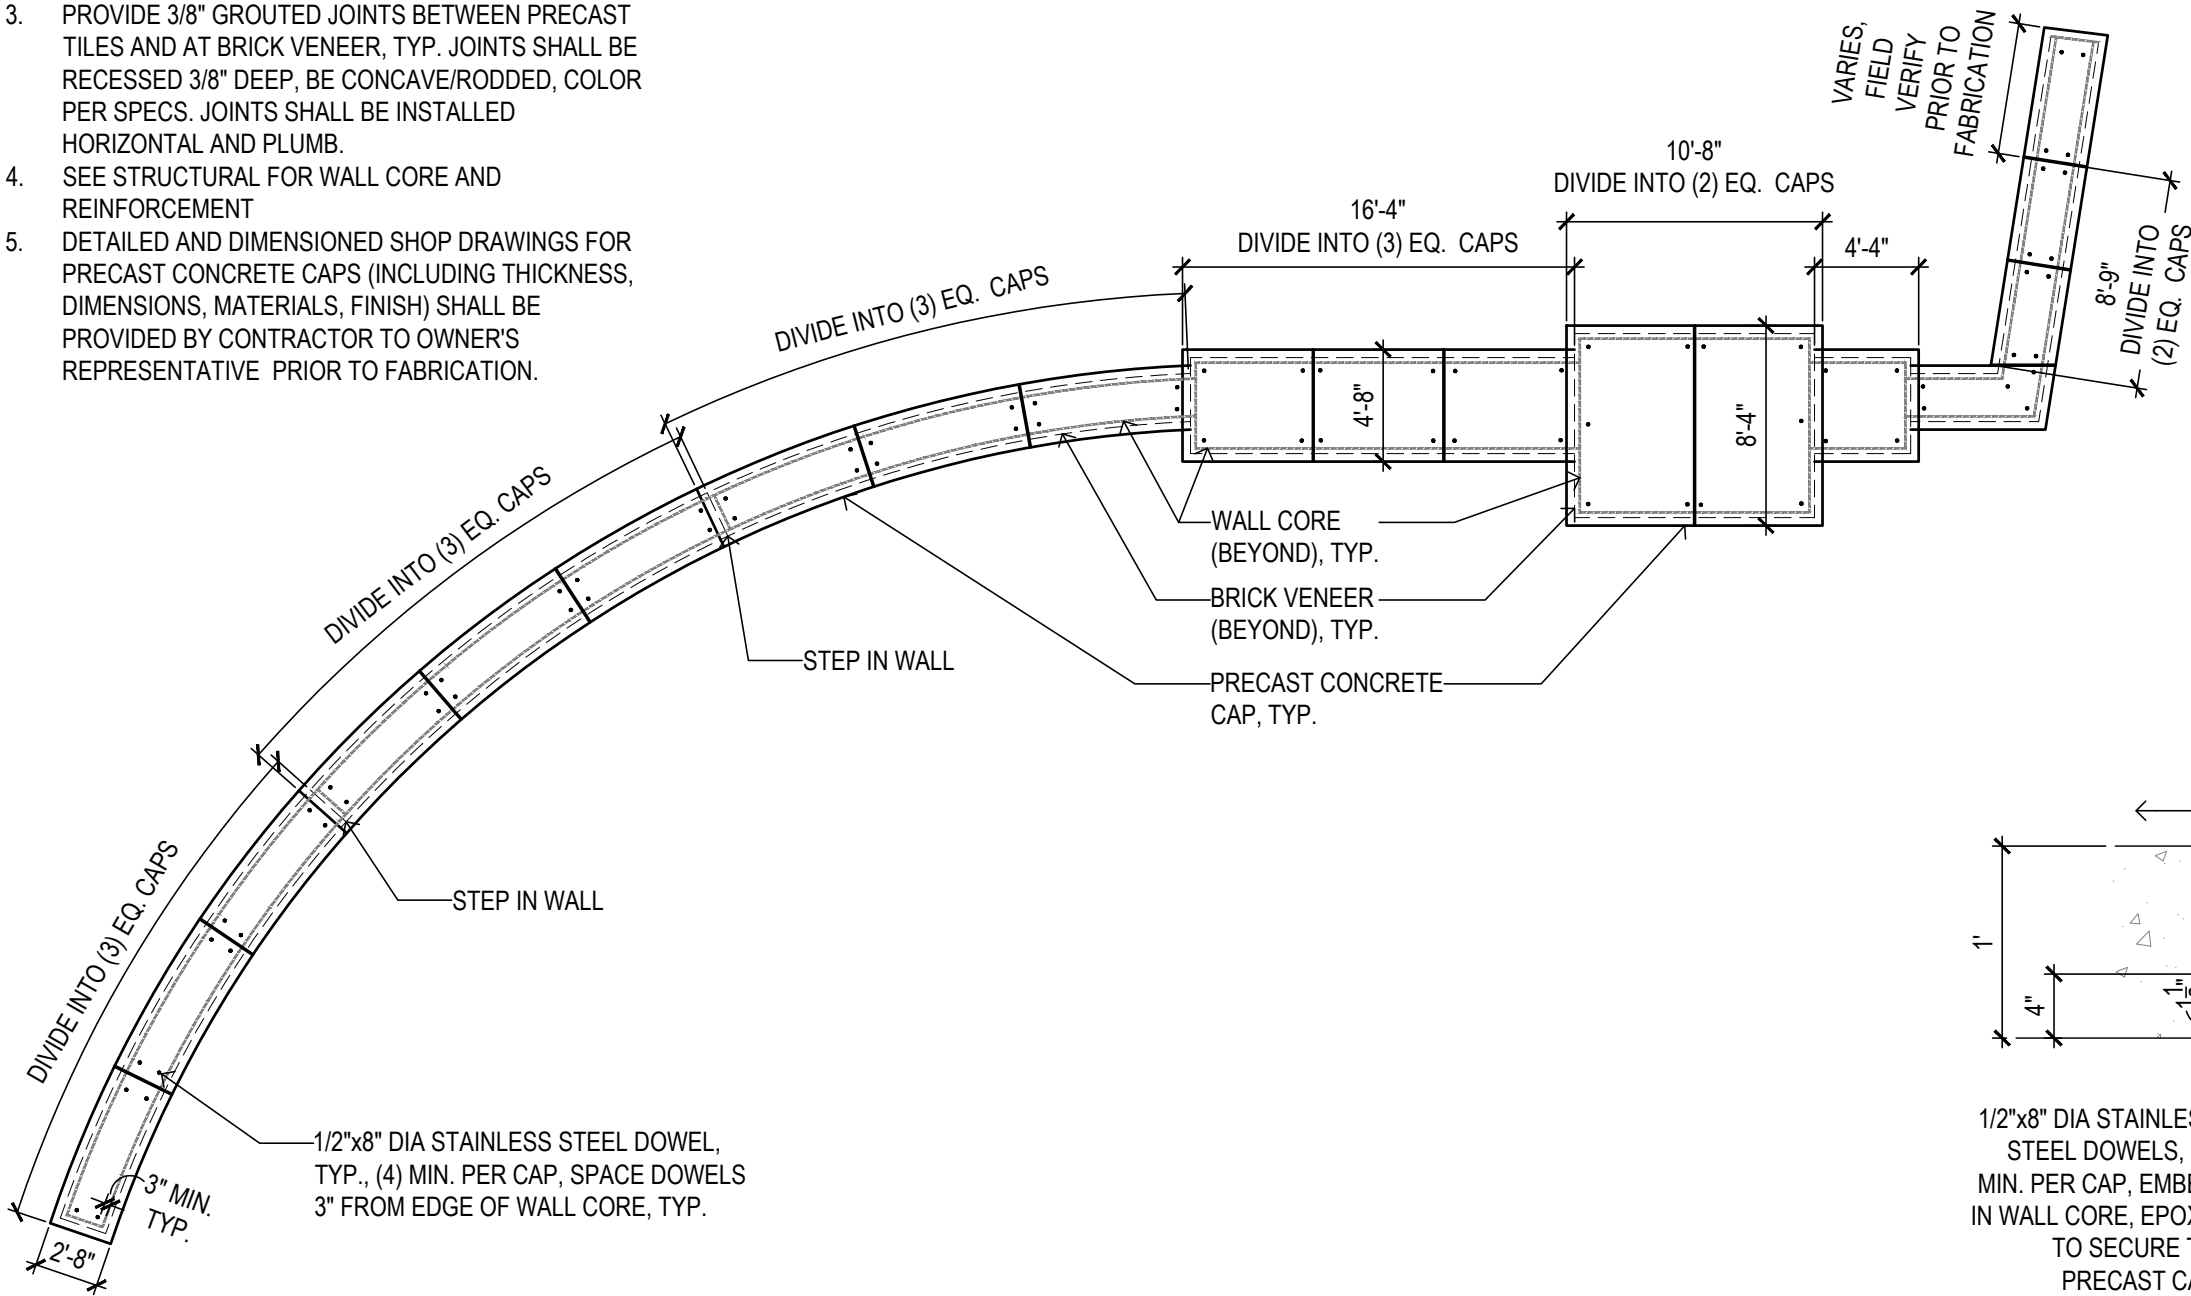 3. PROVIDE 3/8" GROUTED JOINTS BETWEEN PRECAST
TILES AND AT BRICK VENEER, TYP. JOINTS SHALL BE
RECESSED 3/8" DEEP, BE CONCAVE/RODDED, COLOR
PER SPECS. JOINTS SHALL BE INSTALLED
HORIZONTAL AND PLUMB.
4. SEE STRUCTURAL FOR WALL CORE AND
REINFORCEMENT
5. DETAILED AND DIMENSIONED SHOP DRAWINGS FOR
PRECAST CONCRETE CAPS (INCLUDING THICKNESS,
DIMENSIONS, MATERIALS, FINISH) SHALL BE
PROVIDED BY CONTRACTOR TO OWNER'S
REPRESENTATIVE PRIOR TO FABRICATION.
VARIES,
FIELD
VERIFY
PRIOR TO
FABRICATION
10'-8"
DIVIDE INTO (2) EQ. CAPS
16'-4"
DIVIDE INTO (3) EQ. CAPS
4'-4"
8'-9"
DIVIDE INTO
(2) EQ. CAPS
DIVIDE INTO (3) EQ. CAPS
4'-8"
8'-4"
DIVIDE INTO (3) EQ. CAPS
WALL CORE
(BEYOND), TYP.
BRICK VENEER
(BEYOND), TYP.
STEP IN WALL
PRECAST CONCRETE
CAP, TYP.
STEP IN WALL
DIVIDE INTO (3) EQ. CAPS
1/2"x8" DIA STAINLESS STEEL DOWEL,
TYP., (4) MIN. PER CAP, SPACE DOWELS
3" FROM EDGE OF WALL CORE, TYP.
3" MIN.
TYP.
2'-8"
1'
4"
1/2"x8" DIA STAINLES
STEEL DOWELS,
MIN. PER CAP, EMBE
IN WALL CORE, EPOX
TO SECURE T
PRECAST CA